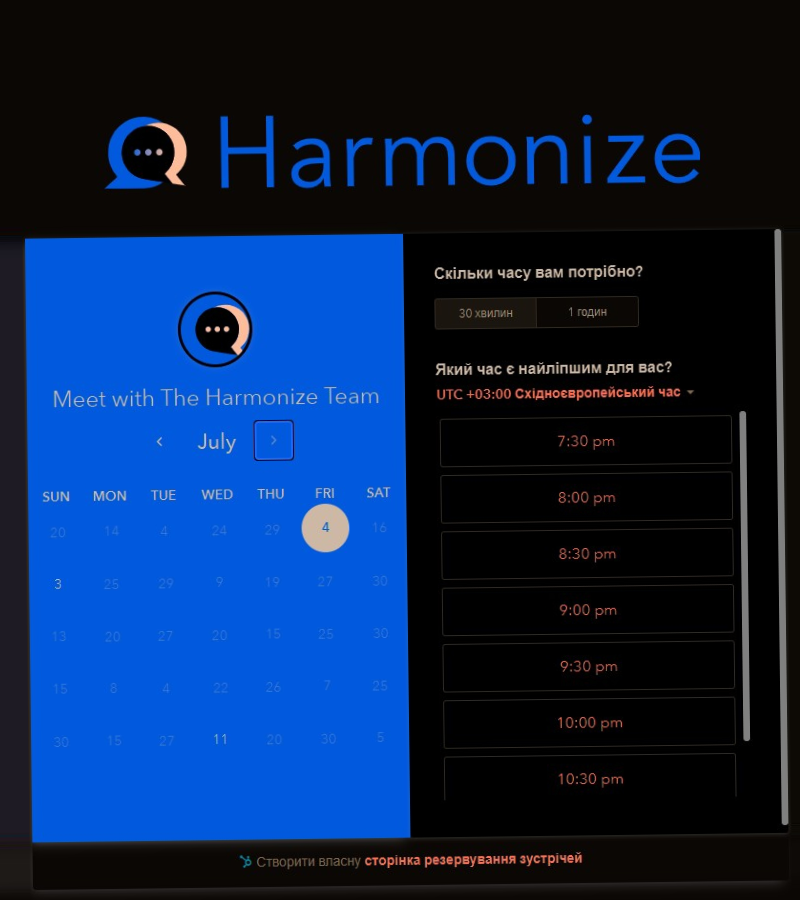 Harmonize
Meet with The Harmonize Team
July
SUN MON TUE WED THU FRI SAT
20 14 4 24 29 4 16
3 25 29 9 19 27 30
13 20 27 20 15 25 30
15 8 4 22 26 7 25
30 15 27 11 20 30 5
Скільки часу вам потрібно?
30 хвилин 1 годин
Який час є найліпшим для вас?
UTC +03:00 Східноєвропейський час
7:30 pm
8:00 pm
8:30 pm
9:00 pm
9:30 pm
10:00 pm
10:30 pm
Створити власну сторінка резервування зустрічей